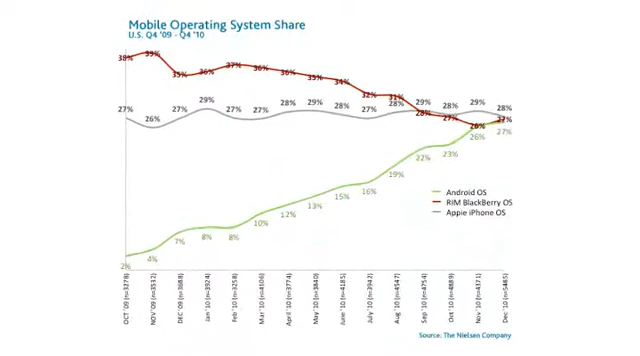 Mobile Operating System Share
U.S. Q4 '09 - Q4 '10
38% 39% 35% 36% 37% 36% 36% 35% 34% 32% 31% 28% 27% 26% 27%
27% 26% 27% 29% 27% 27% 28% 29% 28% 27% 28% 29% 28% 29% 28%
2% 4% 7% 8% 8% 10% 12% 13% 15% 16% 19% 22% 23% 26% 27%
Android OS
RIM BlackBerry OS
Apple iPhone OS
OCT '09 (n=3278)
NOV '09 (n=3512)
DEC '09 (n=3688)
Jan '10 (n=3924)
Feb '10 (n=3258)
Mar '10 (n=4106)
April '10 (n=3774)
May '10 (n=3840)
June '10 (n=4185)
July '10 (n=3942)
Aug '10 (n=4547)
Sep '10 (n=4754)
Oct '10 (n=4889)
Nov '10 (n=4371)
Dec '10 (n=5465)
Source: The Nielsen Company